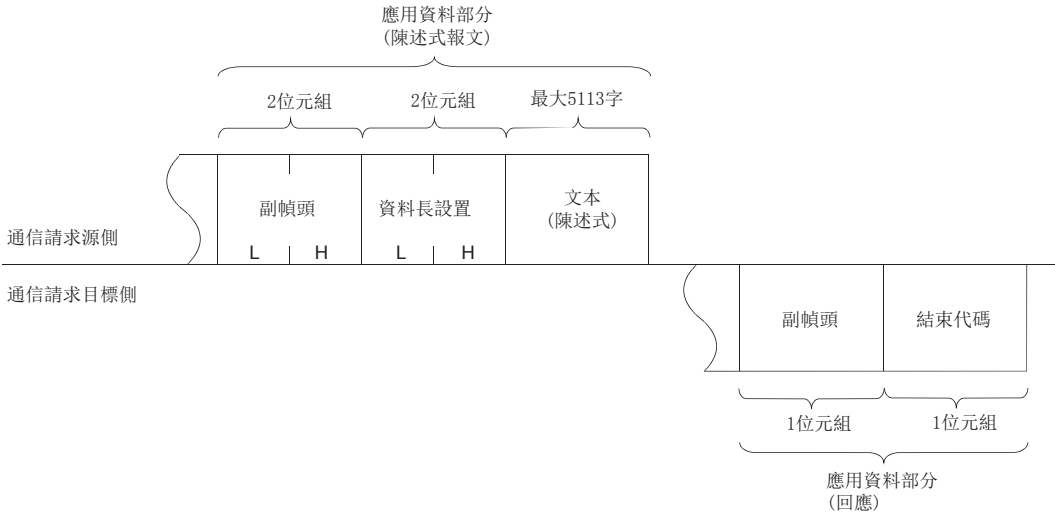 應用資料部分
(陳述式報文)
2位元組
2位元組
最大5113字
副幀頭
資料長設置
文本
(陳述式)
L
H
L
H
通信請求源側
通信請求目標側
副幀頭
結束代碼
1位元組
1位元組
應用資料部分
(回應)